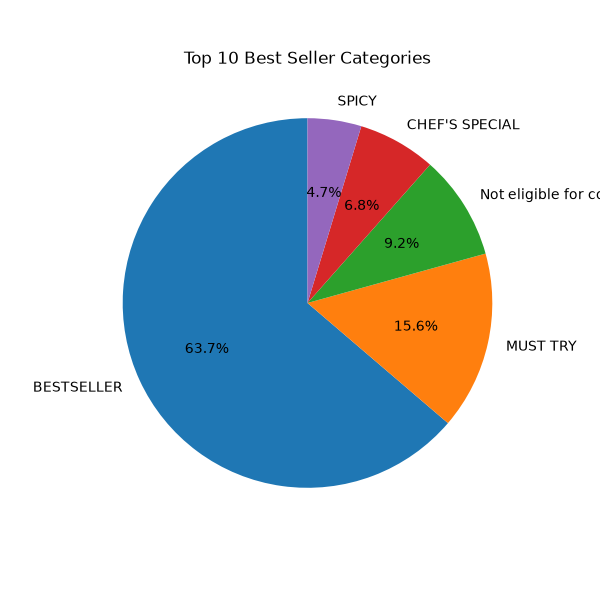 Top 10 Best Seller Categories
SPICY
CHEF'S SPECIAL
Not eligible for
4.7%
6.8%
9.2%
15.6%
63.7%
MUST TRY
BESTSELLER